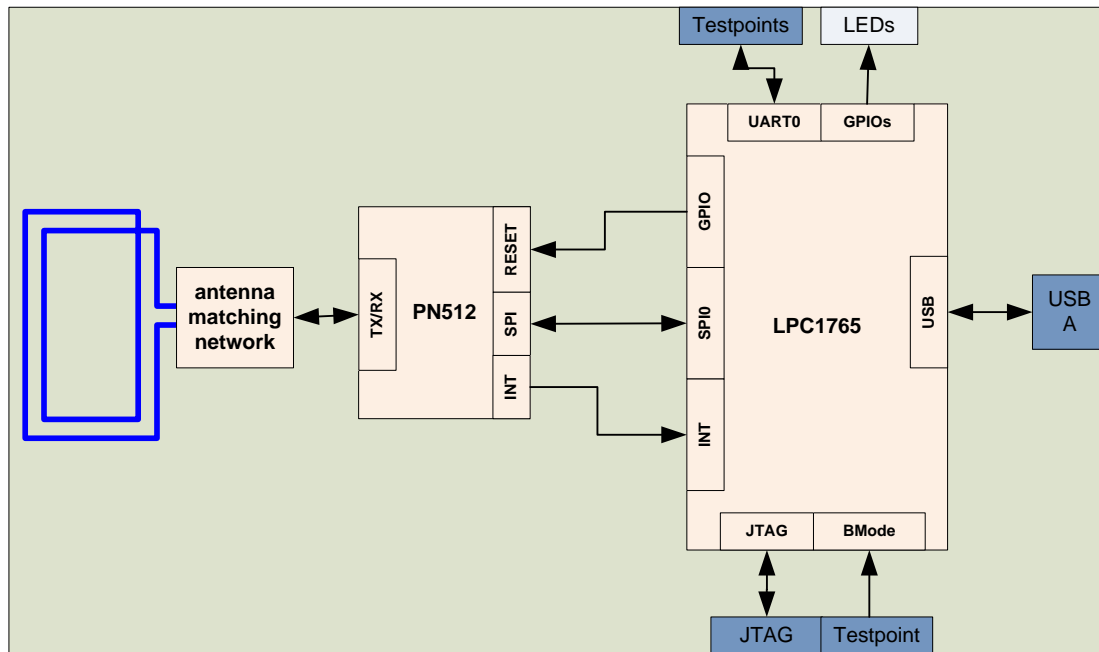 Testpoints
LEDs
UART0
GPIOs
GPIO
RESET
antenna
matching
network
TX/RX
PN512
SPI
SPI0
LPC1765
USB
USB
A
INT
INT
JTAG
BMode
JTAG
Testpoint